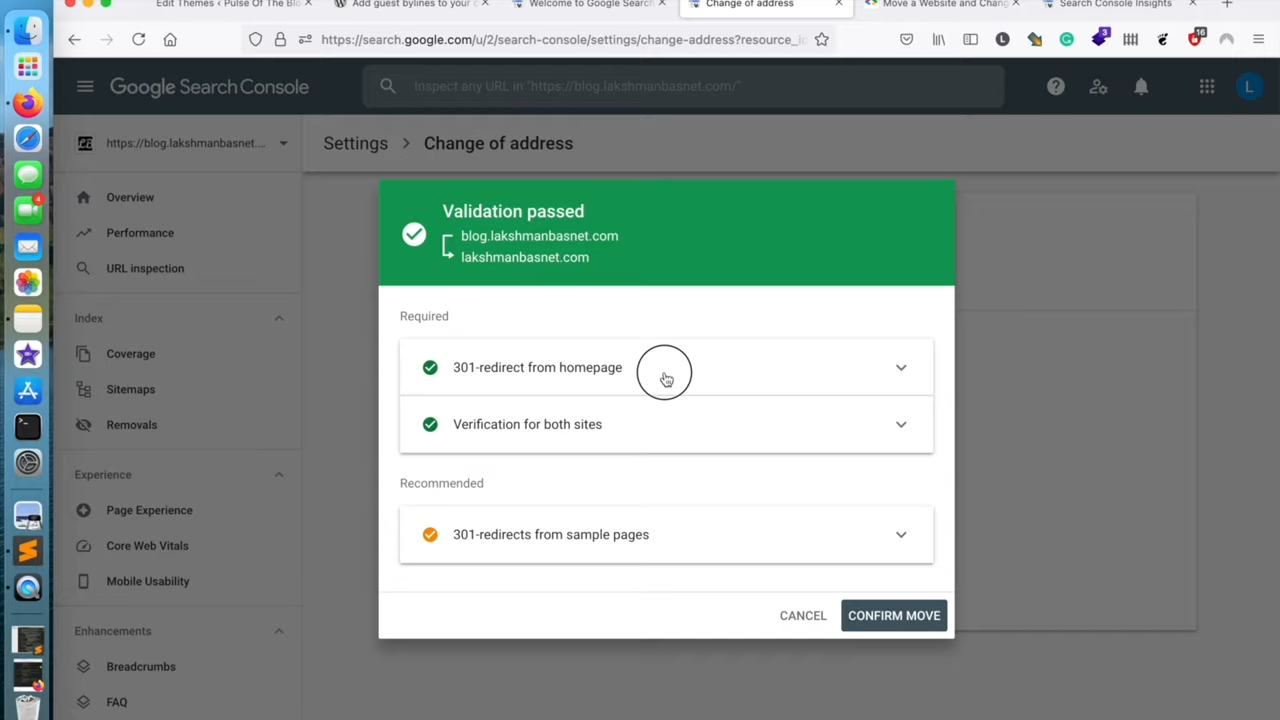 Edit Themes ‹ Pulse Of The Blo
Add guest bylines to your c
Welcome to Google Search
Change of address
Move a Website and Chang
Search Console Insights
https://search.google.com/u/2/search-console/settings/change-address?resource_id
3
16
Google Search Console
Inspect any URL in "https://blog.lakshmanbasnet.com/"
L
https://blog.lakshmanbasnet....
Settings > Change of address
Overview
Performance
URL inspection
Index
Coverage
Sitemaps
Removals
Experience
Page Experience
Core Web Vitals
Mobile Usability
Enhancements
Breadcrumbs
FAQ
4
Validation passed
blog.lakshmanbasnet.com
lakshmanbasnet.com
Required
301-redirect from homepage
Verification for both sites
Recommended
301-redirects from sample pages
CANCEL
CONFIRM MOVE